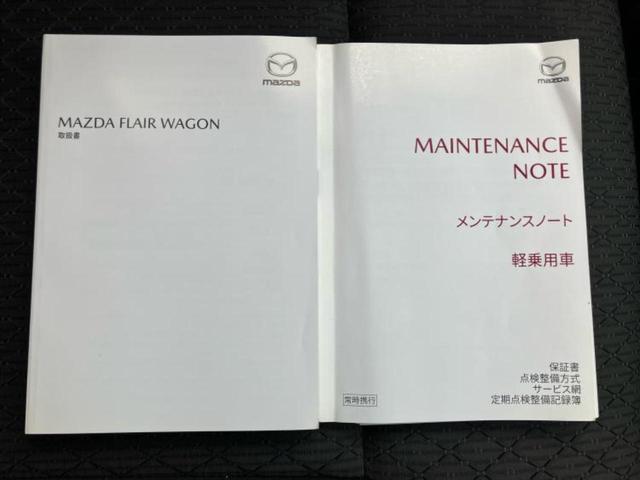 mazda
MAZDA FLAIR WAGON
取扱書
mazda
MAINTENANCE
NOTE
メンテナンスノート
軽乗用車
保証書
点検整備方式
サービス網
定期点検整備記録簿
常時携行